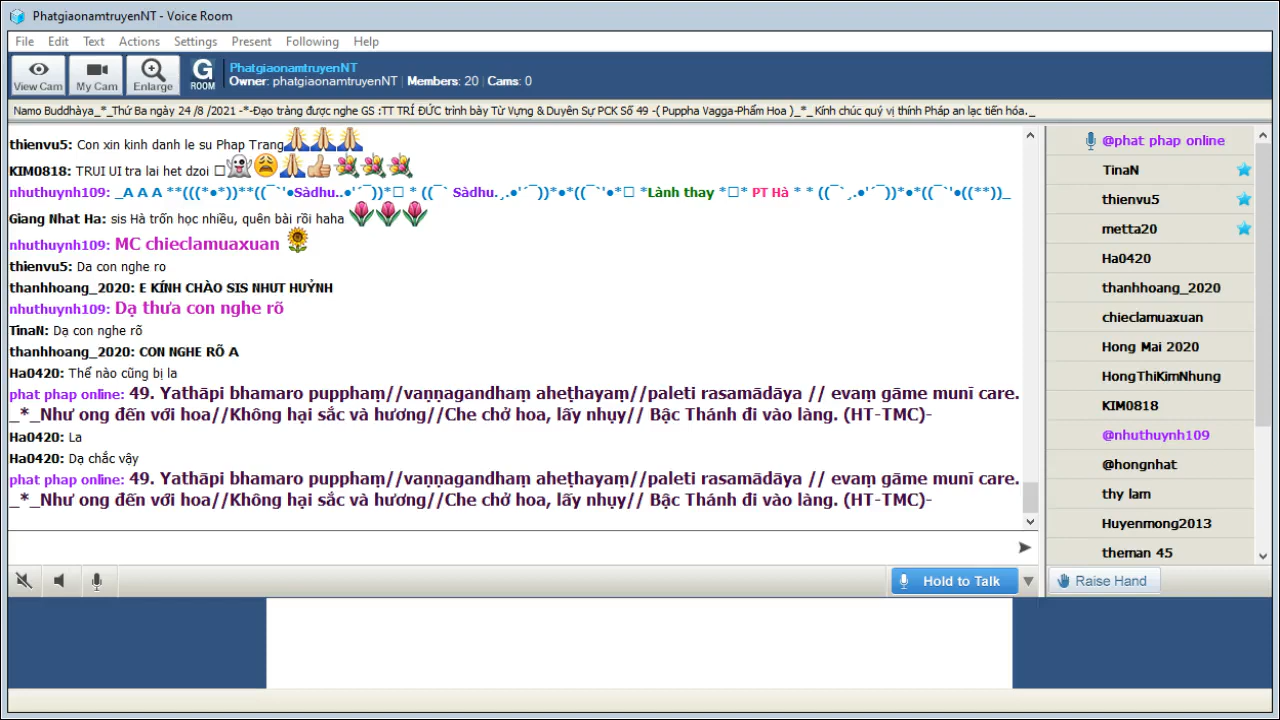 PhatgiaonamtruyenNT - Voice Room
File Edit Text Actions Settings Present Following Help
View Cam My Cam Enlarge G ROOM
PhatgiaonamtruyenNT
Owner: phatgiaonamtruyenNT | Members: 20 | Cams: 0
Namo Buddhàya_*_Thứ Ba ngày 24 /8 /2021 -*-Đạo tràng được nghe GS :TT TRÍ ĐỨC trình bày Từ Vựng & Duyên Sự PCK Số 49 -( Puppha Vagga-Phẩm Hoa )_*_Kính chúc quý vị thính Pháp an lạc tiến hóa._
thienvu5: Con xin kinh danh le su Phap Trang
KIM0818: TRUI UI tra lai het dzoi
nhuthuynh109: _A A A **(((*•*))**((¯`'•Sàdhu..•'´¯))*□ * ((¯` Sàdhu.¸.•'´¯))*•*((¯`'•*□ *Lành thay *□* PT Hà * * ((¯`¸.•'´¯))*•*((¯`'•((**))_
Giang Nhat Ha: sis Hà trốn học nhiều, quên bài rồi haha
nhuthuynh109: MC chieclamuaxuan
thienvu5: Da con nghe ro
thanhhoang_2020: E KÍNH CHÀO SIS NHƯT HUỲNH
nhuthuynh109: Dạ thưa con nghe rõ
TinaN: Dạ con nghe rõ
thanhhoang_2020: CON NGHE RÕ A
Ha0420: Thế nào cũng bị la
phat phap online: 49. Yathāpi bhamaro pupphaṃ//vaṇṇagandhaṃ aheṭhayaṃ//paleti rasamādāya // evaṃ gāme munī care.
_*_Như ong đến với hoa//Không hại sắc và hương//Che chở hoa, lấy nhụy// Bậc Thánh đi vào làng. (HT-TMC)-
Ha0420: La
Ha0420: Dạ chắc vậy
phat phap online: 49. Yathāpi bhamaro pupphaṃ//vaṇṇagandhaṃ aheṭhayaṃ//paleti rasamādāya // evaṃ gāme munī care.
_*_Như ong đến với hoa//Không hại sắc và hương//Che chở hoa, lấy nhụy// Bậc Thánh đi vào làng. (HT-TMC)-
Hold to Talk
@phat phap online
TinaN
thienvu5
metta20
Ha0420
thanhhoang_2020
chieclamuaxuan
Hong Mai 2020
HongThiKimNhung
KIM0818
@nhuthuynh109
@hongnhat
thy lam
Huyenmong2013
theman 45
Raise Hand